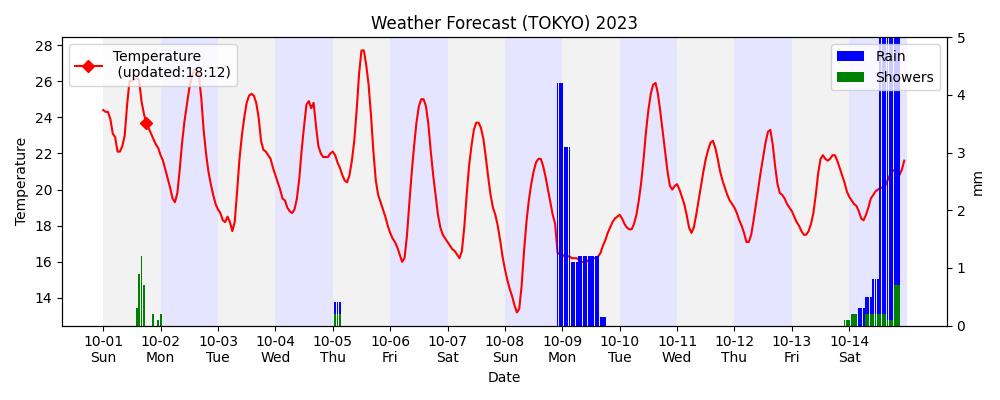 Weather Forecast (TOKYO) 2023
Temperature
(updated:18:12)
Rain
Showers
28
26
24
22
20
18
16
14
Temperature
5
4
3
2
1
0
mm
10-01 10-02 10-03 10-04 10-05 10-06 10-07 10-08 10-09 10-10 10-11 10-12 10-13 10-14
Sun Mon Tue Wed Thu Fri Sat Sun Mon Tue Wed Thu Fri Sat
Date